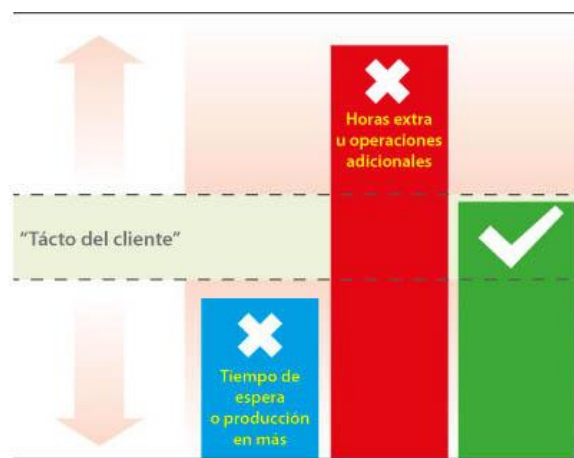 Horas extra
u operaciones
adicionales
“Tácto del cliente”
Tiempo de
espera
o producción
en más